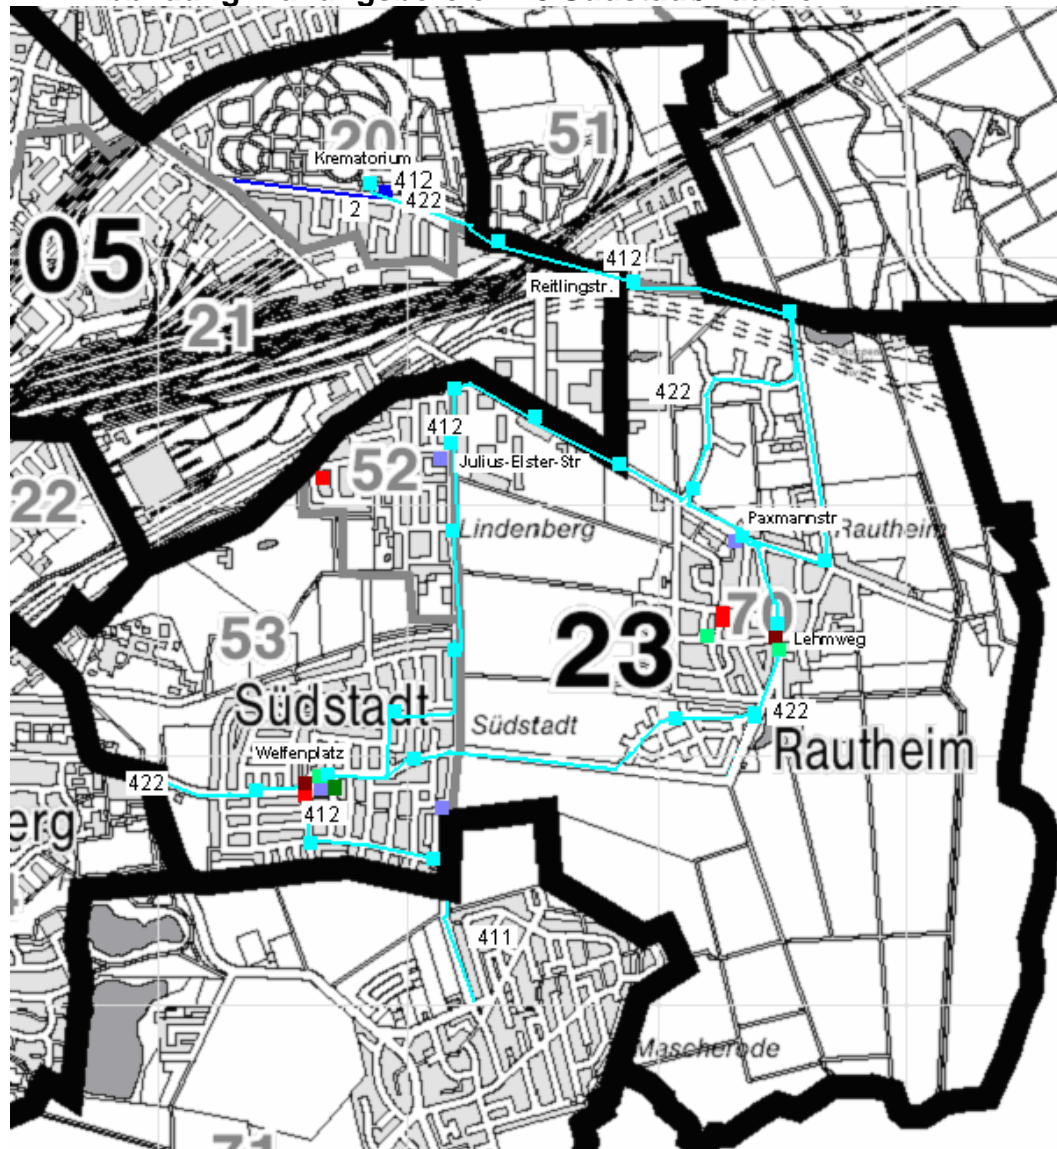 20
51
Krematorium
412
422
2
05
412
Reitlingstr.
21
422
412
52
Julius-Elster-Str
22
Paxmannstr
Lindenberg
Rautheim
70
53
23
Lehmweg
Südstadt
422
Südstadt
Rautheim
Welfenplatz
422
412
erg
411
Mascherode
71